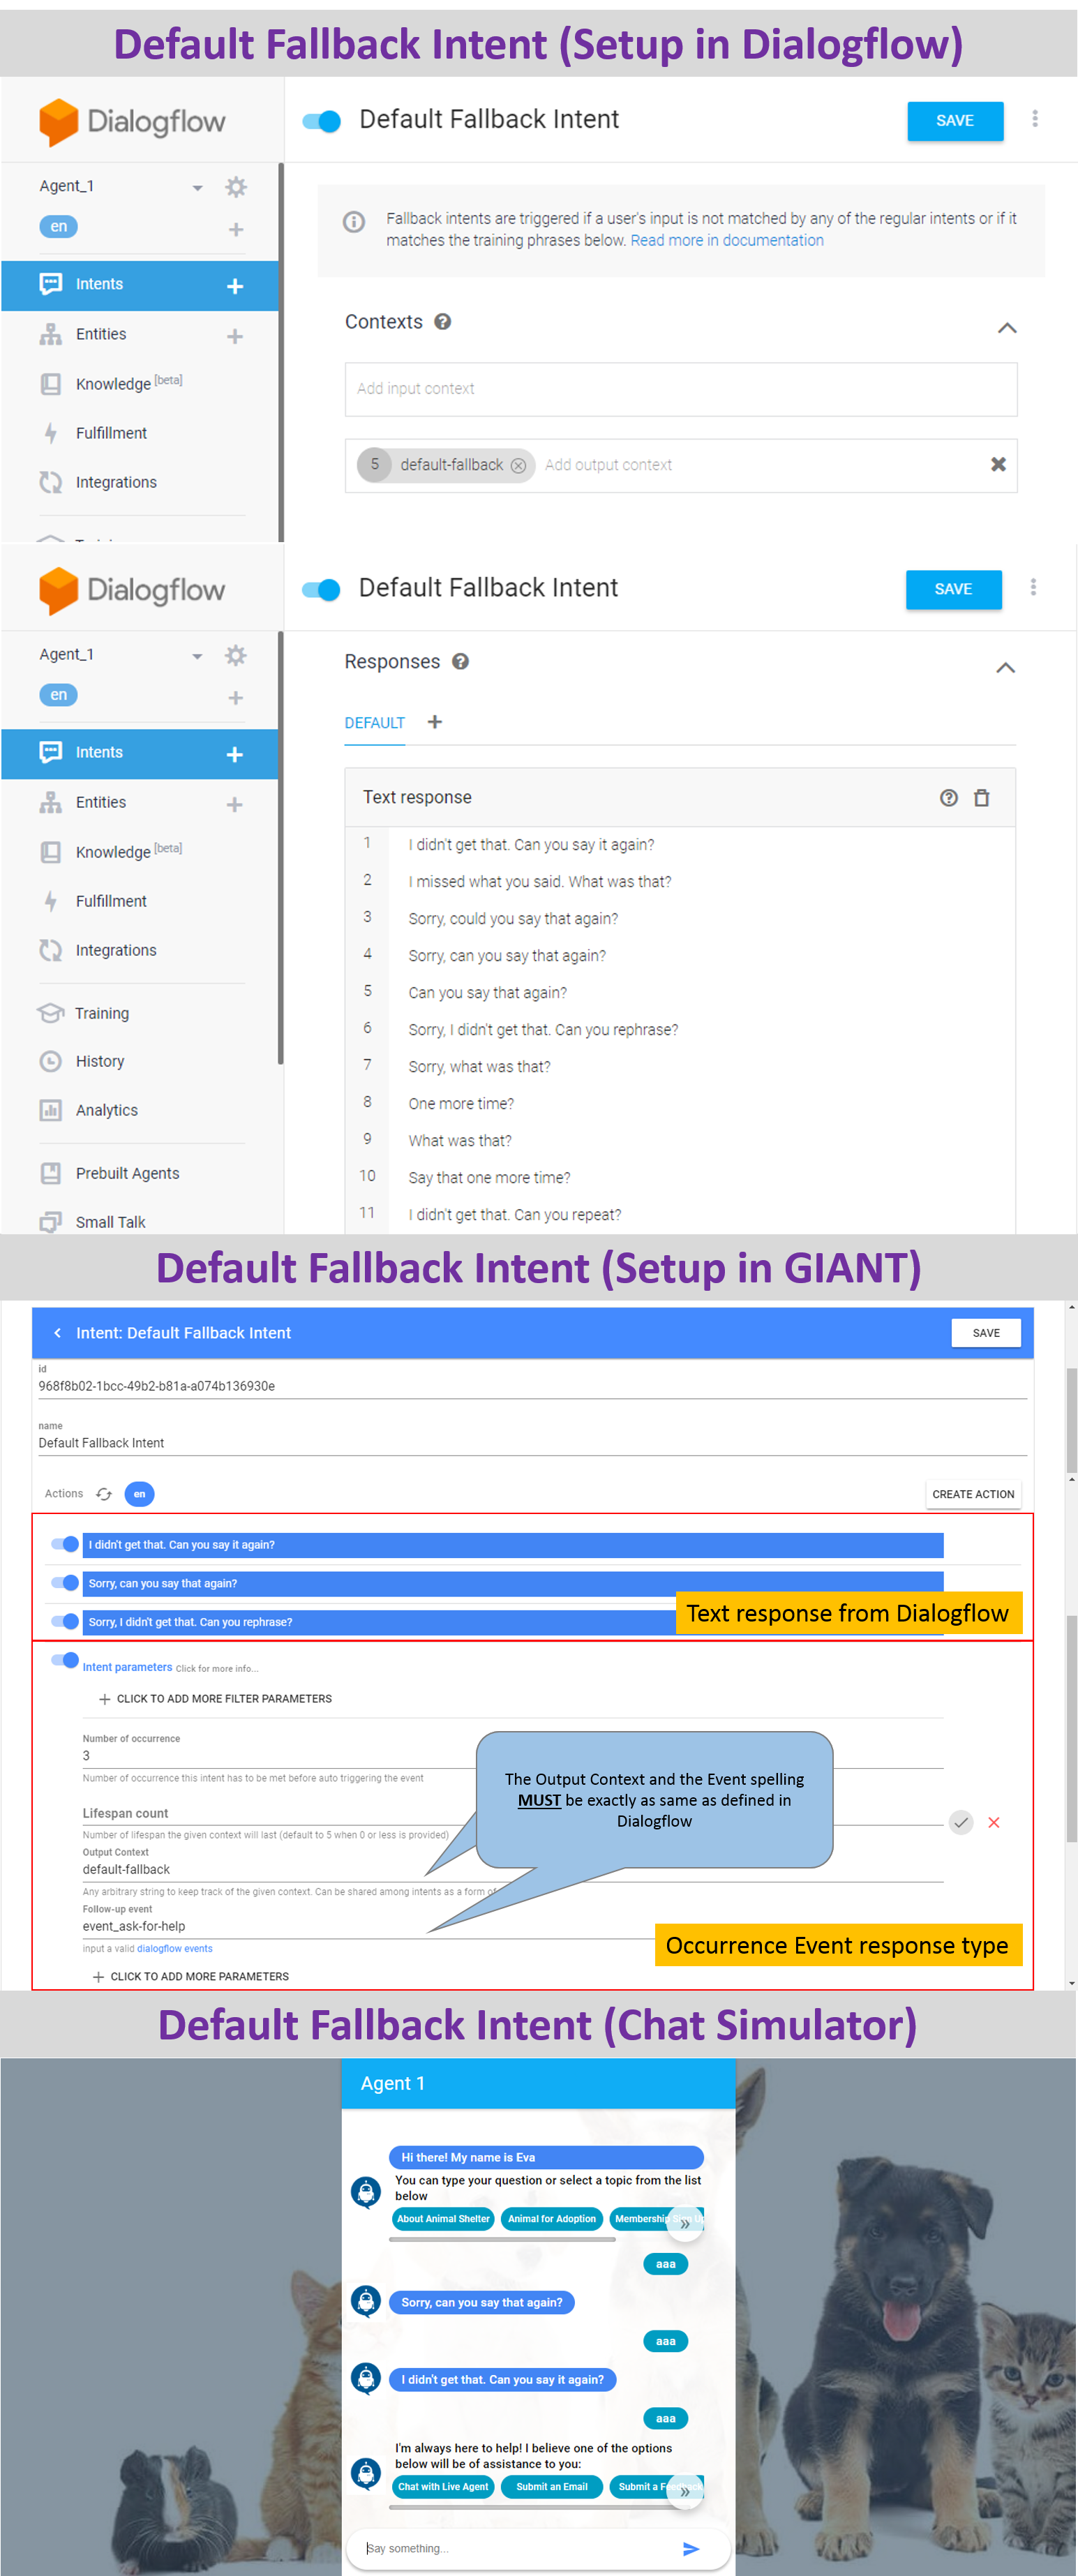 Default Fallback Intent (Setup in Dialogflow)
Dialogflow
Default Fallback Intent
SAVE
Agent_1
en
Fallback intents are triggered if a user's input is not matched by any of the regular intents or if it
matches the training phrases below. Read more in documentation
Intents
Entities
Knowledge [beta]
Fulfillment
Integrations
Contexts
Add input context
5 default-fallback Add output context
Dialogflow
Default Fallback Intent
SAVE
Agent_1
en
Intents
Entities
Knowledge [beta]
Fulfillment
Integrations
Training
History
Analytics
Prebuilt Agents
Small Talk
Responses
DEFAULT
Text response
1 I didn't get that. Can you say it again?
2 I missed what you said. What was that?
3 Sorry, could you say that again?
4 Sorry, can you say that again?
5 Can you say that again?
6 Sorry, I didn't get that. Can you rephrase?
7 Sorry, what was that?
8 One more time?
9 What was that?
10 Say that one more time?
11 I didn't get that. Can you repeat?
Default Fallback Intent (Setup in GIANT)
Intent: Default Fallback Intent
SAVE
id
968f8b02-1bcc-49b2-b81a-a074b136930e
name
Default Fallback Intent
Actions
en
CREATE ACTION
I didn't get that. Can you say it again?
Sorry, can you say that again?
Sorry, I didn't get that. Can you rephrase?
Text response from Dialogflow
Intent parameters Click for more info...
CLICK TO ADD MORE FILTER PARAMETERS
Number of occurrence
3
Number of occurrence this intent has to be met before auto triggering the event
The Output Context and the Event spelling
MUST be exactly as same as defined in
Dialogflow
Lifespan count
Number of lifespan the given context will last (default to 5 when 0 or less is provided)
Output Context
default-fallback
Any arbitrary string to keep track of the given context. Can be shared among intents as a form of
Follow-up event
event_ask-for-help
input a valid dialogflow events
Occurrence Event response type
CLICK TO ADD MORE PARAMETERS
Default Fallback Intent (Chat Simulator)
Agent 1
Hi there! My name is Eva
You can type your question or select a topic from the list
below
About Animal Shelter
Animal for Adoption
Membership Sign Up
aaa
Sorry, can you say that again?
aaa
I didn't get that. Can you say it again?
aaa
I'm always here to help! I believe one of the options
below will be of assistance to you:
Chat with Live Agent
Submit an Email
Submit a Feedback
Say something...